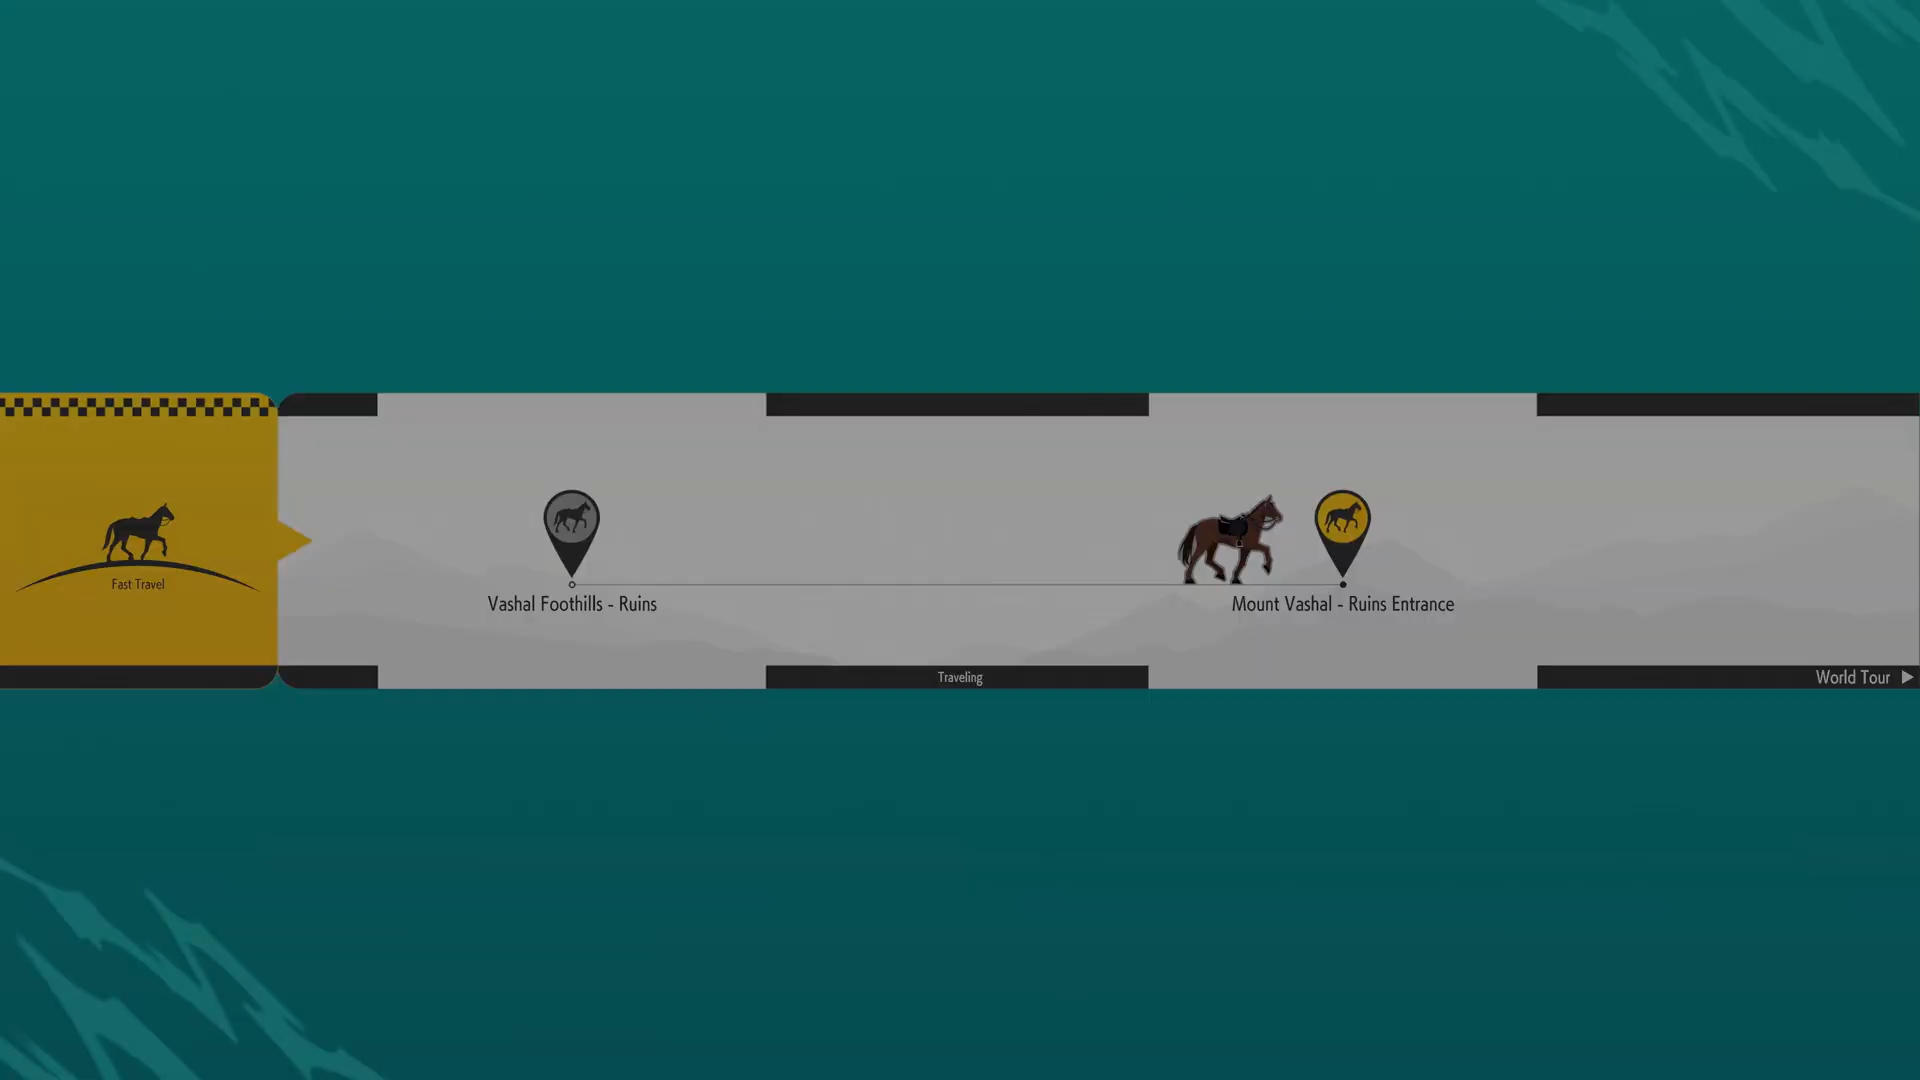 Fast Travel
Vashal Foothills - Ruins
Mount Vashal - Ruins Entrance
Traveling
World Tour